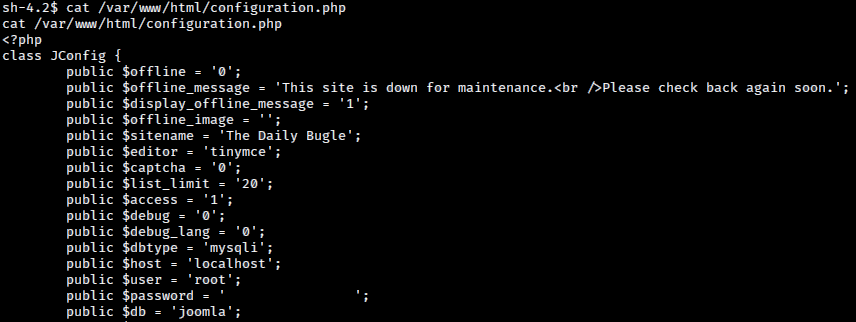 sh-4.2$ cat /var/www/html/configuration.php
cat /var/www/html/configuration.php
<?php
class JConfig {
        public $offline = '0';
        public $offline_message = 'This site is down for maintenance.<br />Please check back again soon.';
        public $display_offline_message = '1';
        public $offline_image = '';
        public $sitename = 'The Daily Bugle';
        public $editor = 'tinymce';
        public $captcha = '0';
        public $list_limit = '20';
        public $access = '1';
        public $debug = '0';
        public $debug_lang = '0';
        public $dbtype = 'mysqli';
        public $host = 'localhost';
        public $user = 'root';
        public $password = '                ';
        public $db = 'joomla';